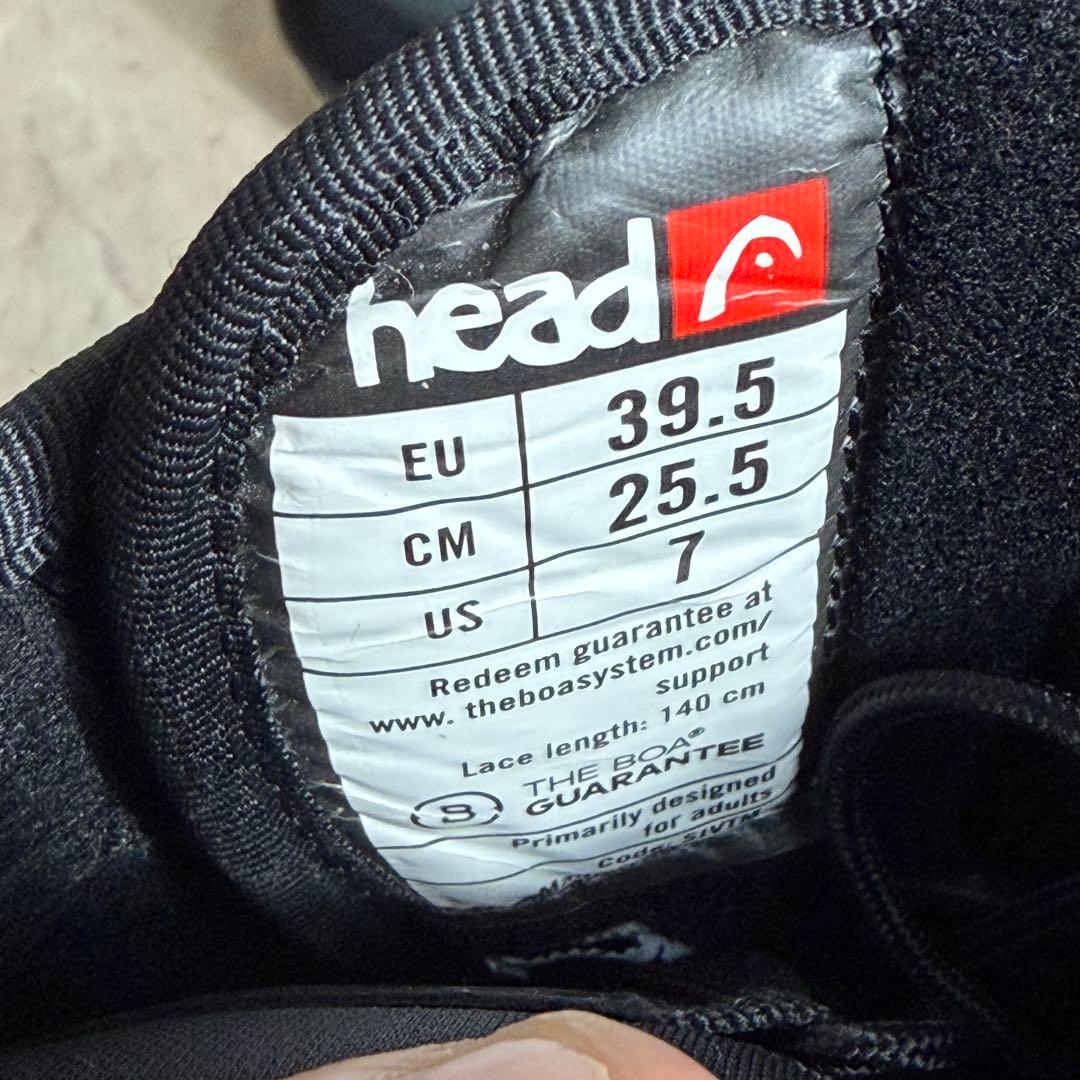 head
EU 39.5
CM 25.5
US 7
Redeem guarantee at
www. theboasystem.com/
support
Lace length: 140 cm
THE BOA®
GUARANTEE
Primarily designed
for adults
Code: